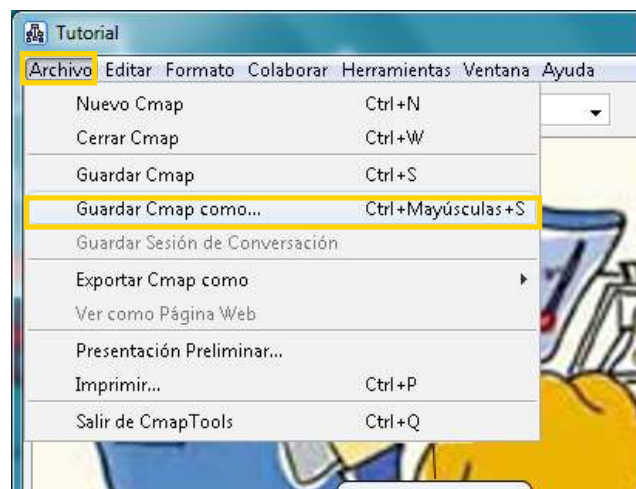 Tutorial
Archivo Editar Formato Colaborar Herramientas Ventana Ayuda
Nuevo Cmap Ctrl+N
Cerrar Cmap Ctrl+W
Guardar Cmap Ctrl+S
Guardar Cmap como... Ctrl+Mayúsculas+S
Guardar Sesión de Conversación
Exportar Cmap como
Ver como Página Web
Presentación Preliminar...
Imprimir... Ctrl+P
Salir de CmapTools Ctrl+Q